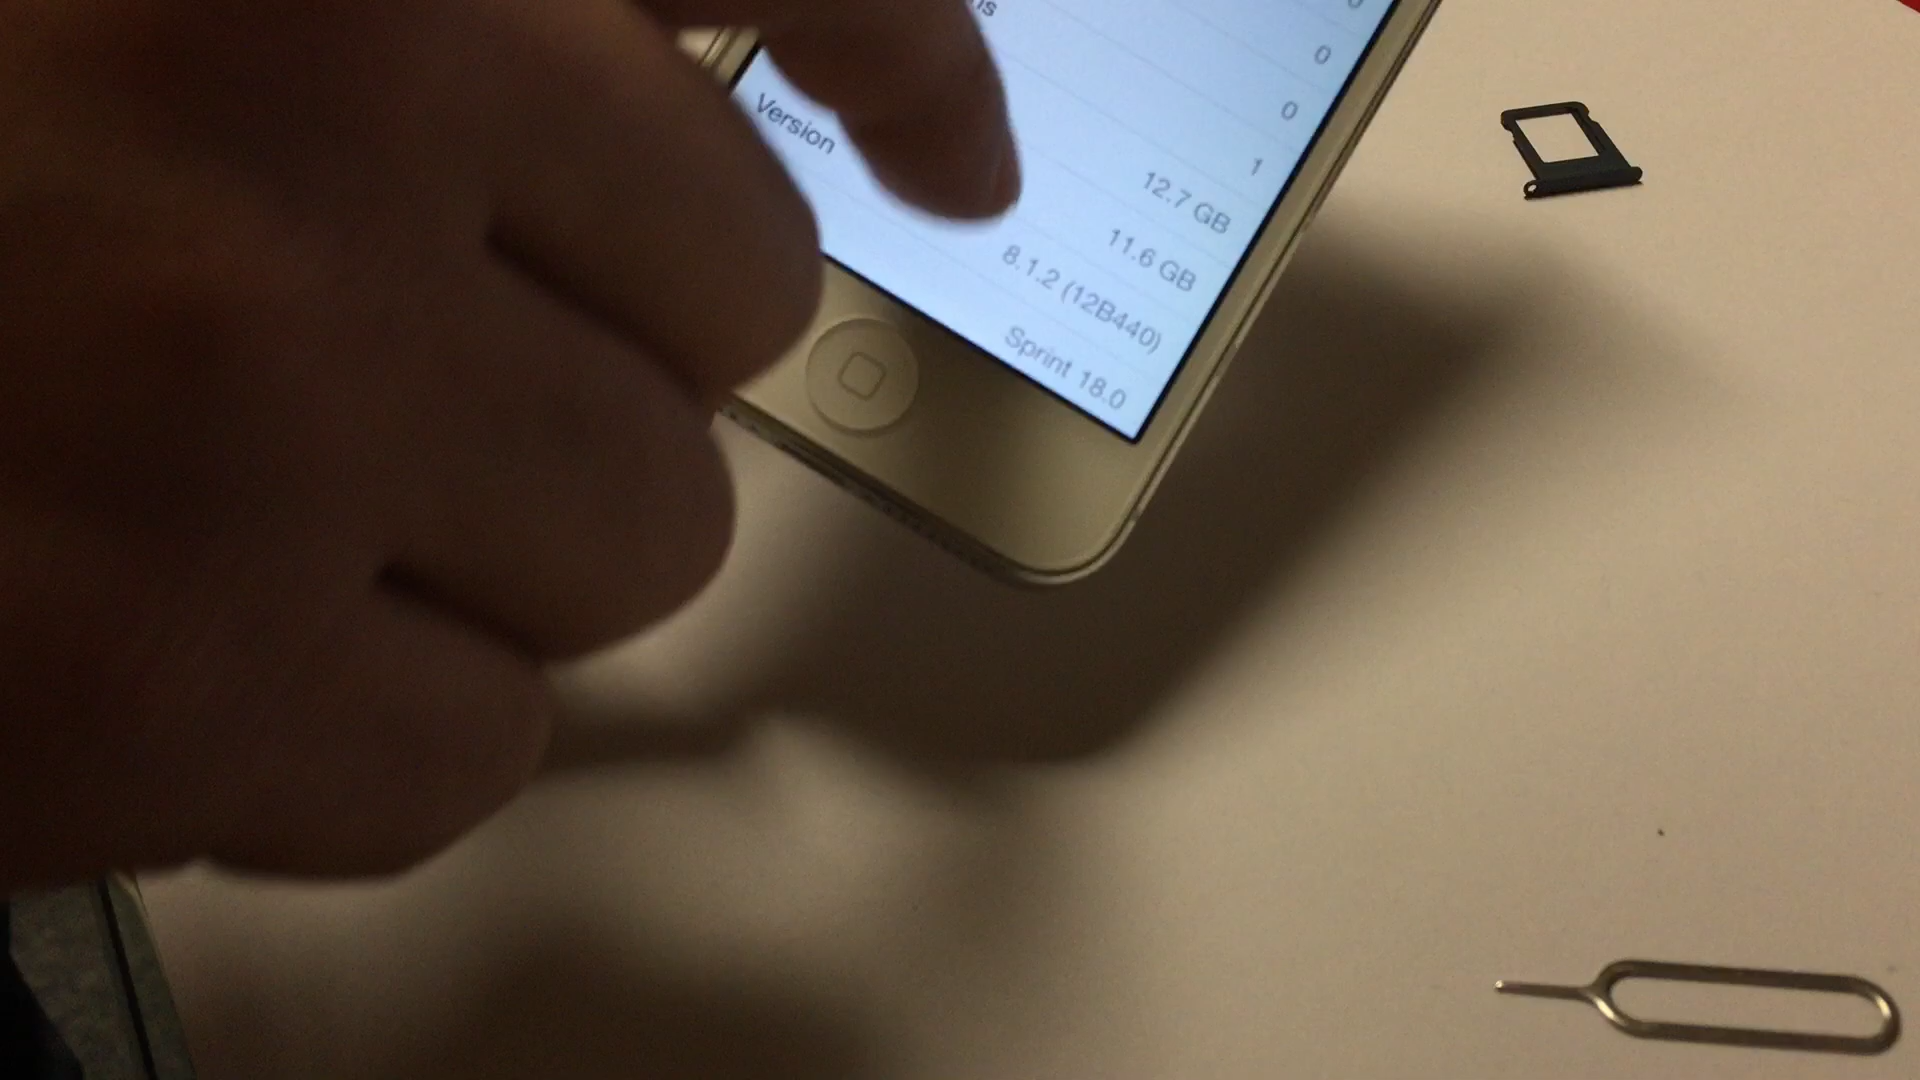 0
0
1
12.7 GB
11.6 GB
Version 8.1.2 (12B440)
Sprint 18.0